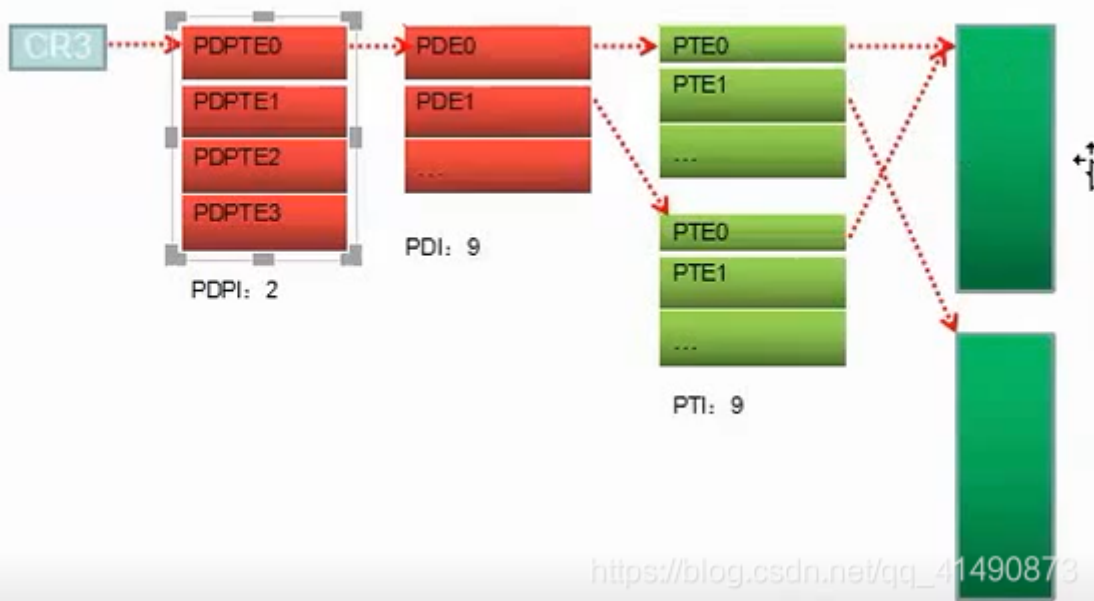 CR3
PDPTE0
PDPTE1
PDPTE2
PDPTE3
PDPI：2
PDE0
PDE1
...
PDI：9
PTE0
PTE1
...
PTE0
PTE1
...
PTI：9
https://blog.csdn.net/qq_41490873